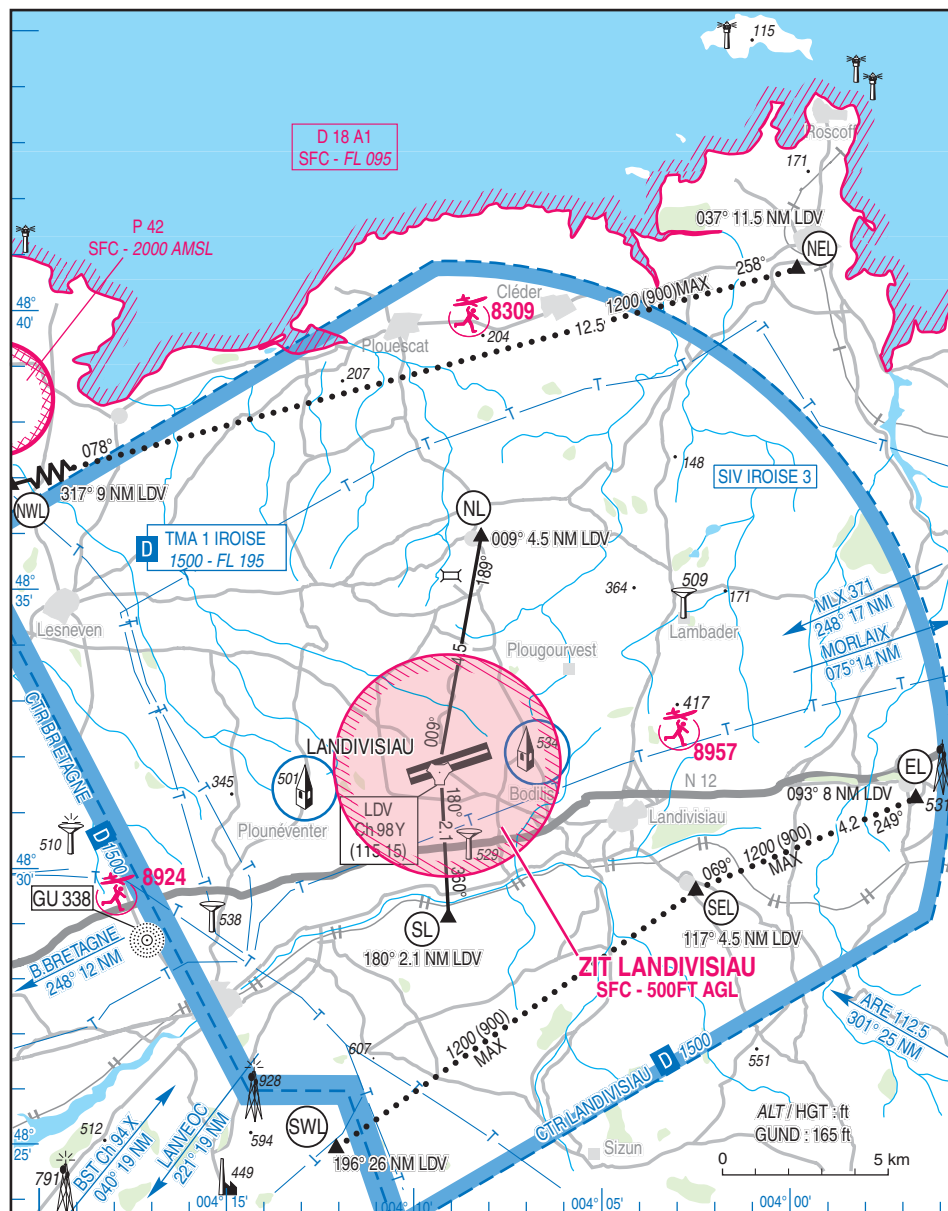 115
Roscoff
171
D 18 A1
SFC - FL 095
037° 11.5 NM LDV
NEL
P 42
SFC - 2000 AMSL
258°
1200 (900) MAX
12.5'
48°
40'
Cléder
8309
204
Plouescat
207
078°
317° 9 NM LDV
NWL
148
SIV IROISE 3
NL
009° 4.5 NM LDV
189°
D
TMA 1 IROISE
1500 - FL 195
48°
35'
364
509
171
Lambader
MLX 371
248° 17 NM
MORLAIX
075° 14 NM
Lesneven
Plougourvest
4.5
CTR BRETAGNE
D 1500
417
8957
600
LANDIVISIAU
501
534
Bodilis
N 12
EL
093° 8 NM LDV
531
345
Plounéventer
LDV
Ch 98 Y
(115.15)
180°
2.1
360°
529
Landivisiau
4.2
249°
1200 (900)
MAX
069°
510
48°
30'
8924
GU 338
538
SEL
117° 4.5 NM LDV
SL
180° 2.1 NM LDV
B.BRETAGNE
248° 12 NM
ZIT LANDIVISIAU
SFC - 500FT AGL
ARE 112.5
301° 25 NM
1200 (900)
MAX
607
551
928
CTR LANDIVISIAU D 1500
SWL
594
196° 26 NM LDV
512
48°
25'
BST Ch 94 X
040° 19 NM
LANVEOC
221° 19 NM
791
449
Sizun
ALT / HGT : ft
GUND : 165 ft
0 5 km
004° 15'
004° 10'
004° 05'
004° 00'